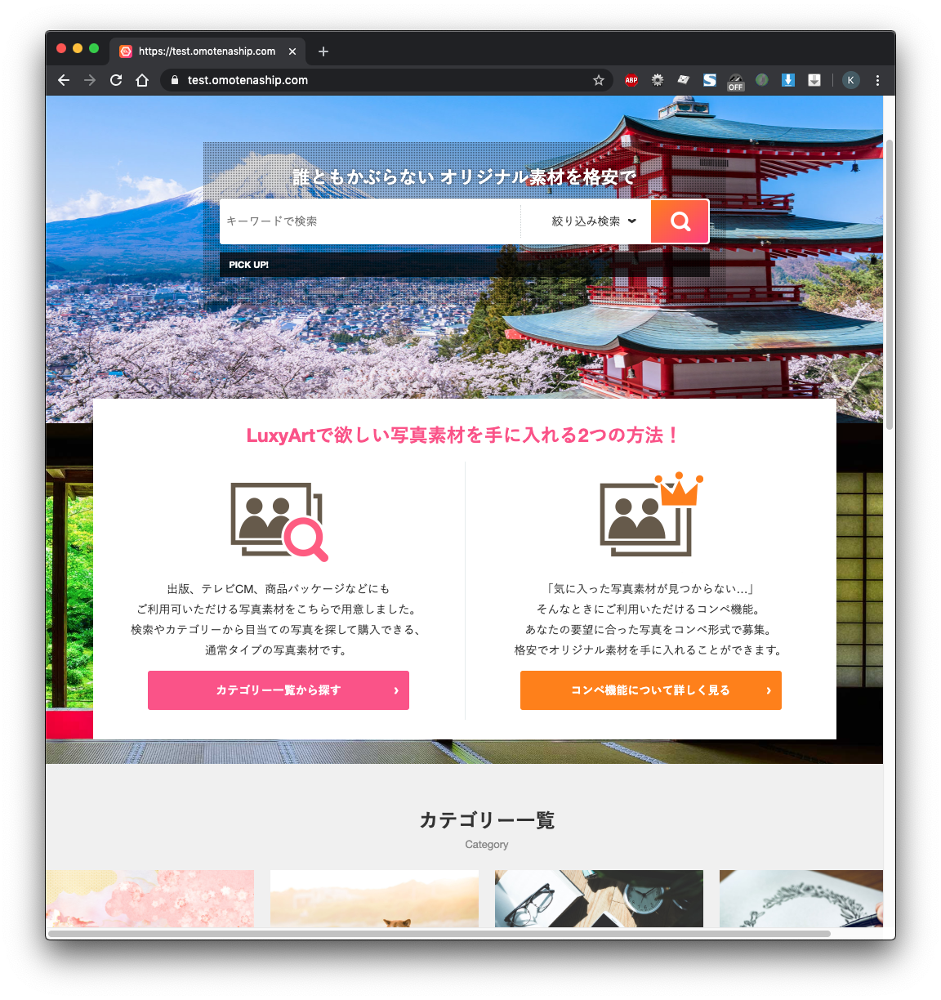 https://test.omotenaship.com
test.omotenaship.com
ABP
OFF
K
誰ともかぶらない オリジナル素材を格安で
キーワードで検索
絞り込み検索
PICK UP!
LuxyArtで欲しい写真素材を手に入れる2つの方法！
出版、テレビCM、商品パッケージなどにも
ご利用可いただける写真素材をこちらで用意しました。
検索やカテゴリーから目当ての写真を探して購入できる、
通常タイプの写真素材です。
カテゴリー一覧から探す
「気に入った写真素材が見つからない…」
そんなときにご利用いただけるコンペ機能。
あなたの要望に合った写真をコンペ形式で募集。
格安でオリジナル素材を手に入れることができます。
コンペ機能について詳しく見る
カテゴリー一覧
Category